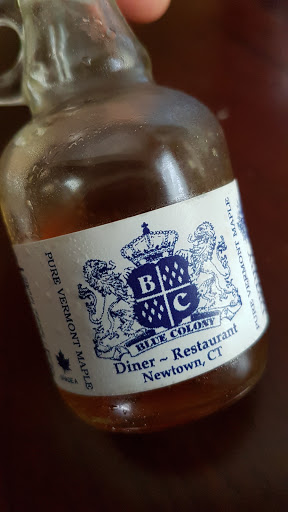 PURE VERMONT MAPLE
B
C
BLUE COLONY
Diner ~ Restaurant
Newtown, CT
PURE VERMONT MAPLE